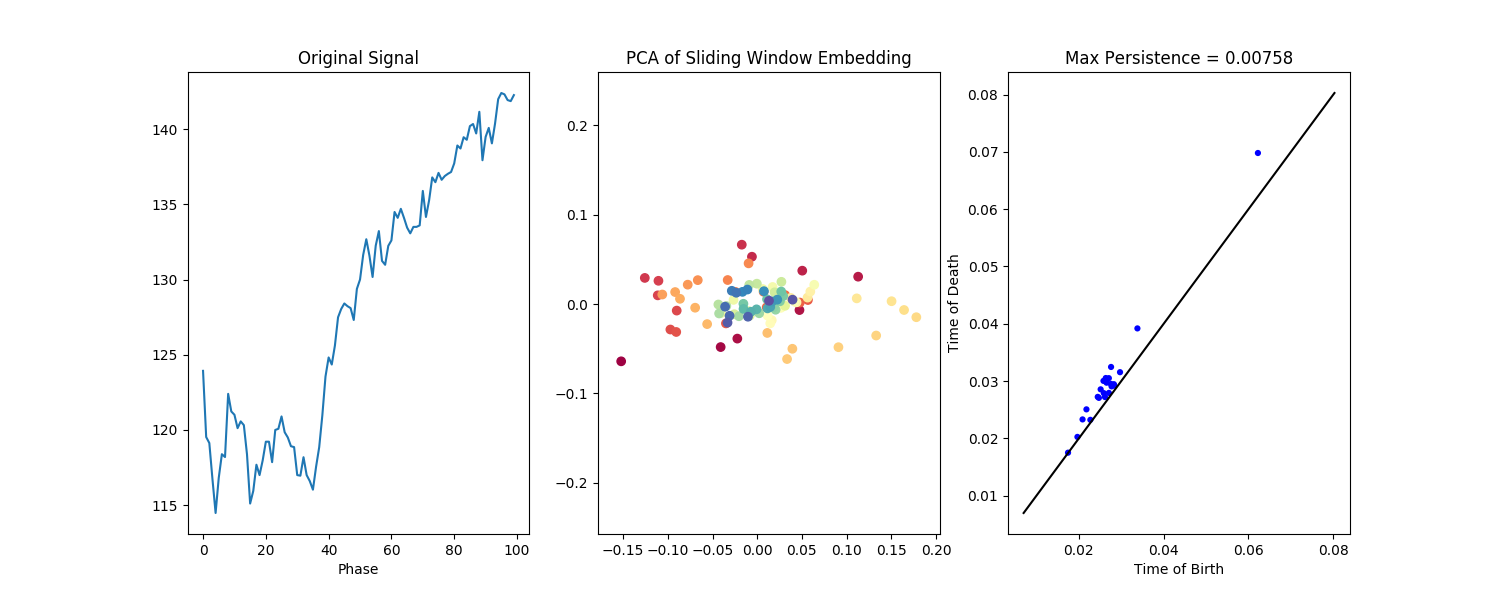 Original Signal
140
135
130
125
120
115
0 20 40 60 80 100
Phase
PCA of Sliding Window Embedding
0.2
0.1
0.0
−0.1
−0.2
−0.15 −0.10 −0.05 0.00 0.05 0.10 0.15 0.20
Max Persistence = 0.00758
Time of Death
0.08
0.07
0.06
0.05
0.04
0.03
0.02
0.01
0.02 0.04 0.06 0.08
Time of Birth